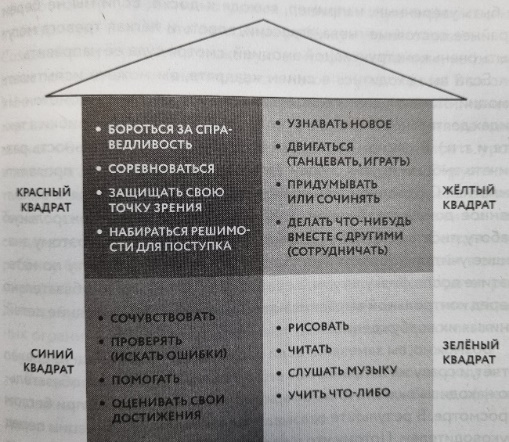 КРАСНЫЙ
КВАДРАТ
• БОРОТЬСЯ ЗА СПРА-
ВЕДЛИВОСТЬ
• СОРЕВНОВАТЬСЯ
• ЗАЩИЩАТЬ СВОЮ
ТОЧКУ ЗРЕНИЯ
• НАБИРАТЬСЯ РЕШИМО-
СТИ ДЛЯ ПОСТУПКА
• УЗНАВАТЬ НОВОЕ
• ДВИГАТЬСЯ
(ТАНЦЕВАТЬ, ИГРАТЬ)
• ПРИДУМЫВАТЬ
ИЛИ СОЧИНЯТЬ
• ДЕЛАТЬ ЧТО-НИБУДЬ
ВМЕСТЕ С ДРУГИМИ
(СОТРУДНИЧАТЬ)
ЖЁЛТЫЙ
КВАДРАТ
СИНИЙ
КВАДРАТ
• СОЧУВСТВОВАТЬ
• ПРОВЕРЯТЬ
(ИСКАТЬ ОШИБКИ)
• ПОМОГАТЬ
• ОЦЕНИВАТЬ СВОИ
ДОСТИЖЕНИЯ
• РИСОВАТЬ
• ЧИТАТЬ
• СЛУШАТЬ МУЗЫКУ
• УЧИТЬ ЧТО-ЛИБО
ЗЕЛЁНЫЙ
КВАДРАТ